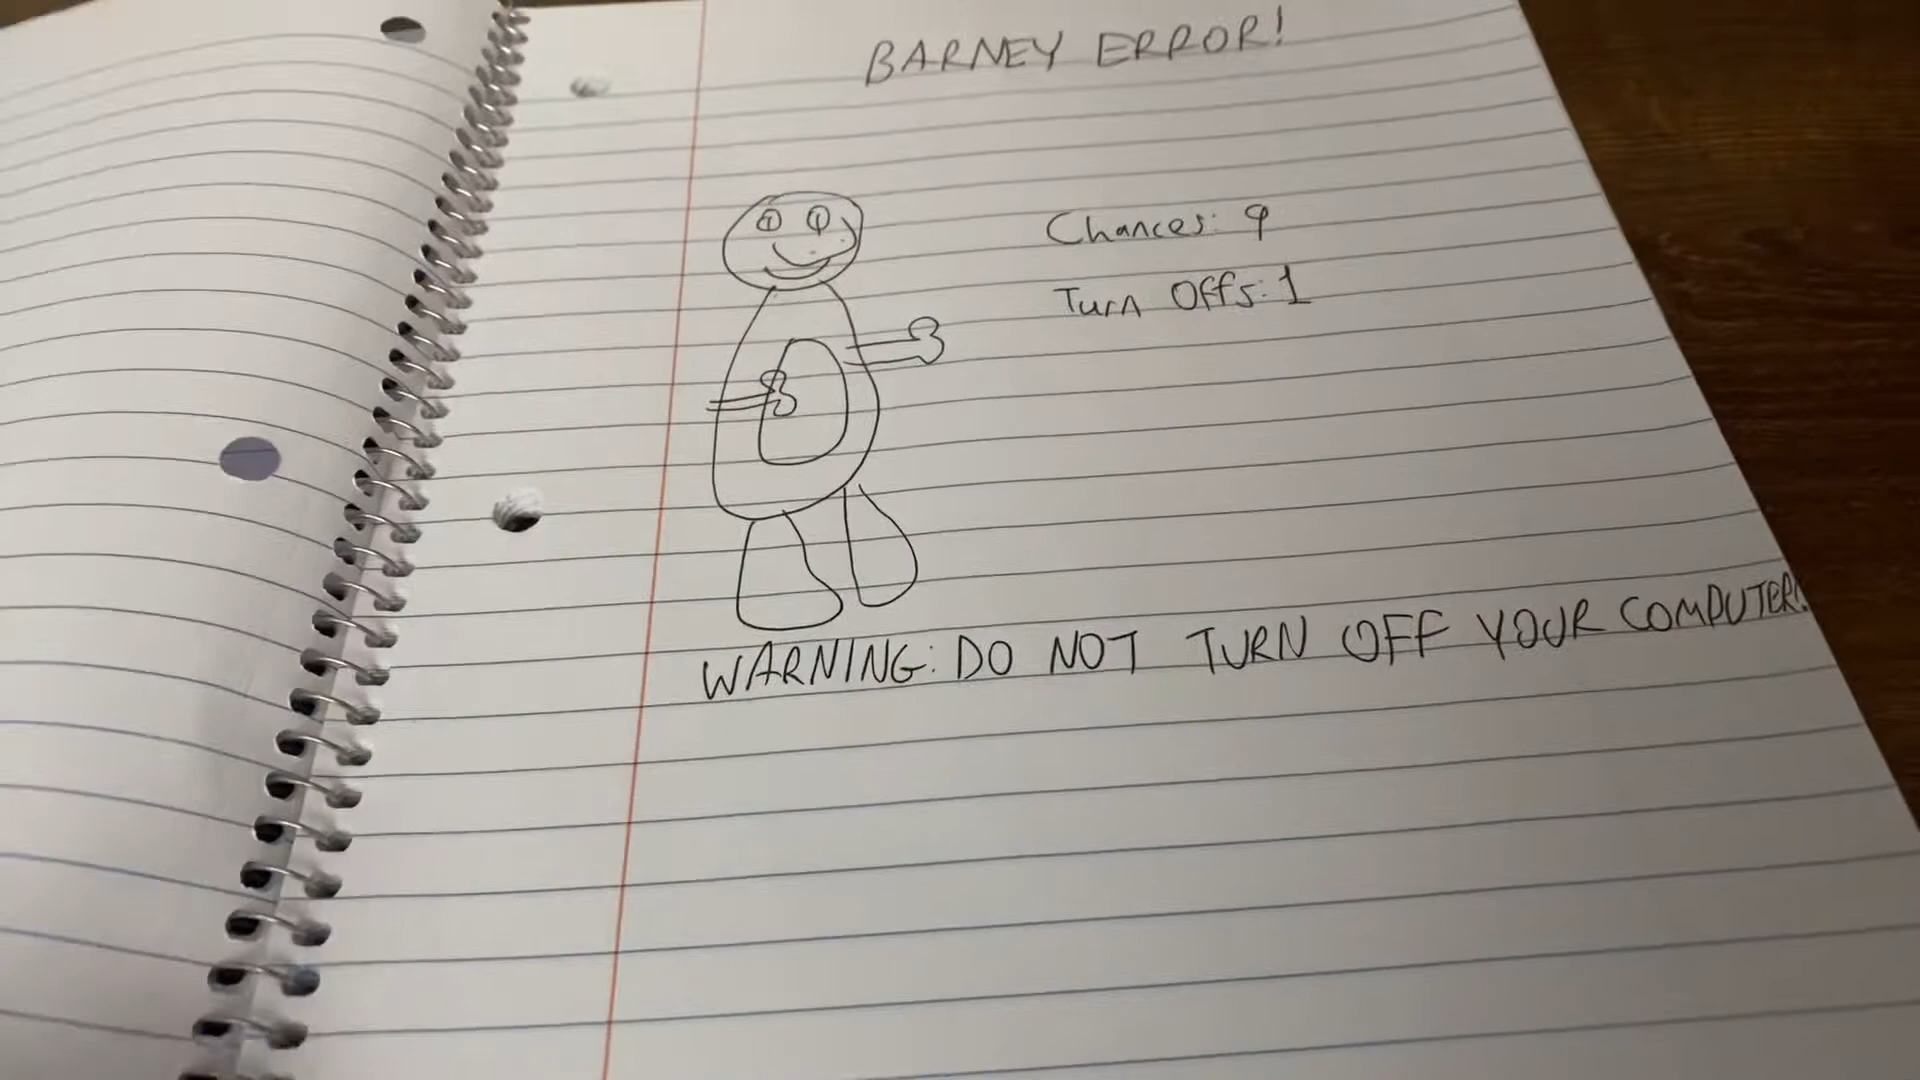 BARNEY ERROR!
Chances: 9
Turn Offs: 1
WARNING: DO NOT TURN OFF YOUR COMPUTER!